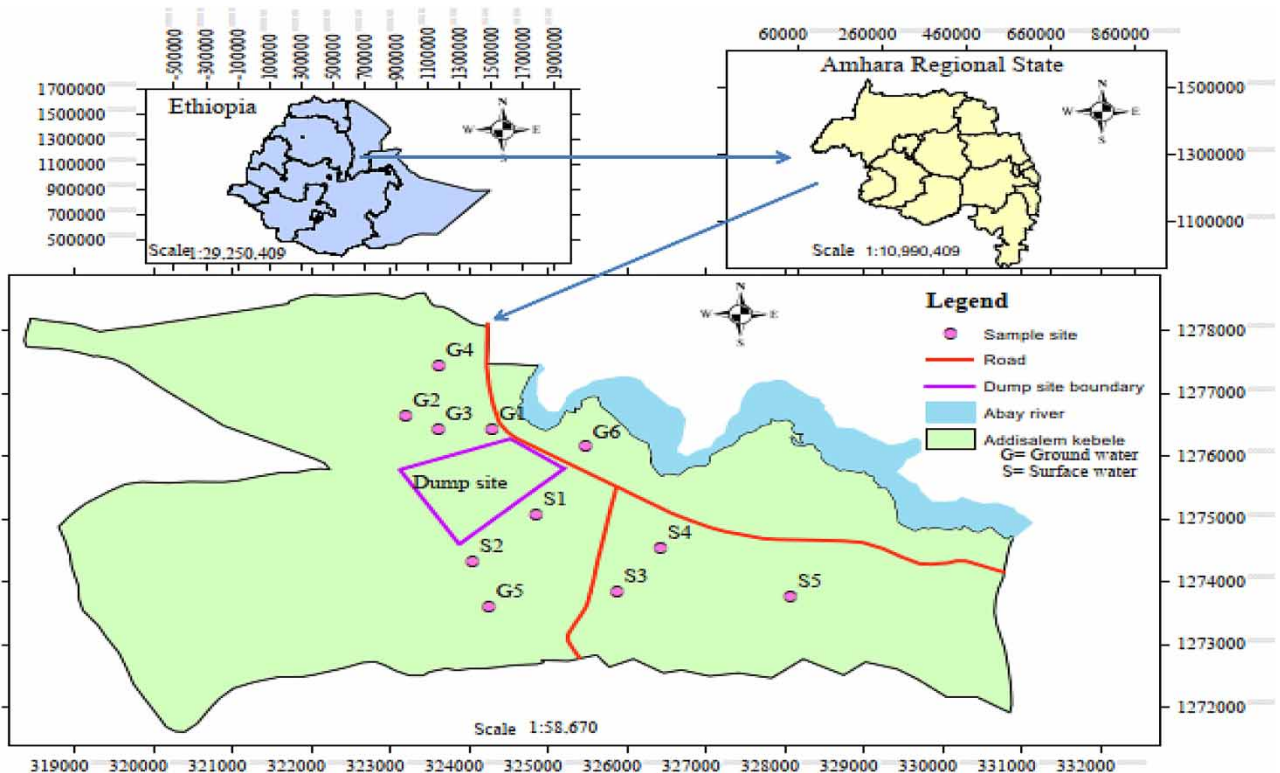 -500000 -300000 -100000 100000 300000 500000 700000 900000 1100000 1300000 1500000 1700000 1900000
60000 260000 460000 660000 860000
1700000
1500000
1300000
1100000
900000
700000
500000
Ethiopia
N
W E
S
Scale 1:29,250,409
Amhara Regional State
N
W E
S
Scale 1:10,990,409
1500000
1300000
1100000
N
W E
S
Legend
Sample site
Road
Dump site boundary
Abay river
Addisalem kebele
G= Ground water
S= Surface water
G4
G2
G3
G1
G6
Dump site
S1
S2
S4
S3
S5
G5
Scale 1:58,670
1278000
1277000
1276000
1275000
1274000
1273000
1272000
319000 320000 321000 322000 323000 324000 325000 326000 327000 328000 329000 330000 331000 332000